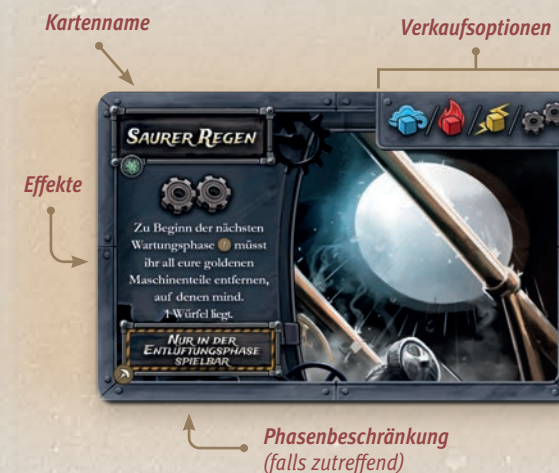 Kartenname
Verkaufsoptionen
SAURER REGEN
Effekte
Zu Beginn der nächsten
Wartungsphase müsst
ihr all eure goldenen
Maschinenteile entfernen,
auf denen mind.
1 Würfel liegt.
NUR IN DER
ENTLÜFTUNGSPHASE
SPIELBAR
Phasenbeschränkung
(falls zutreffend)